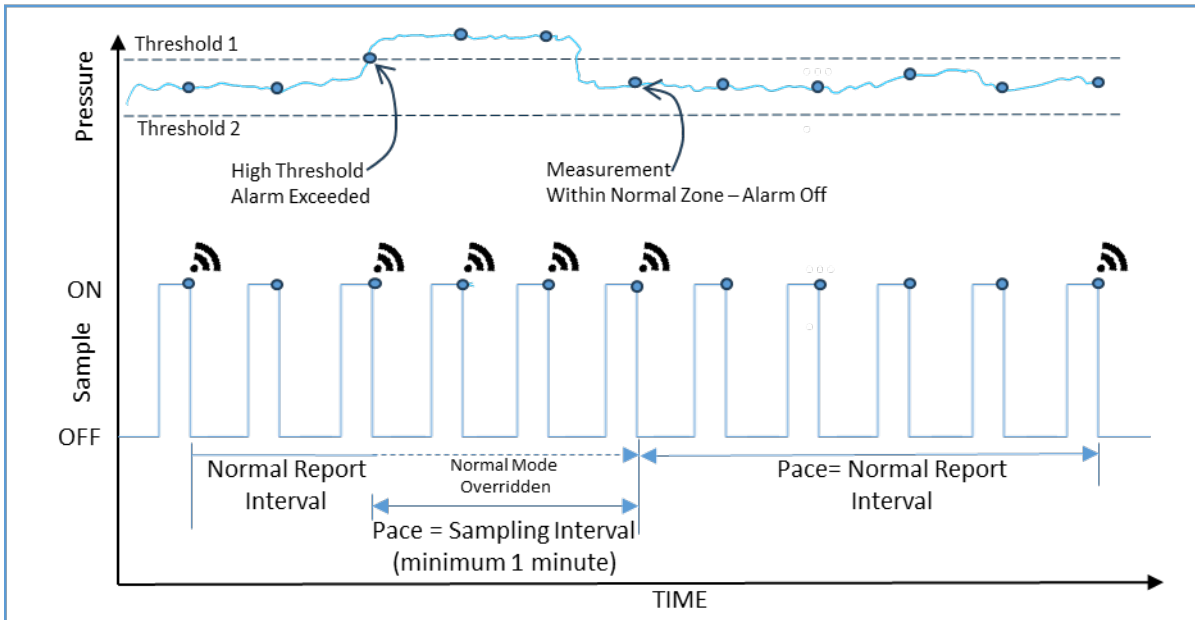 Threshold 1
Pressure
Threshold 2
High Threshold
Alarm Exceeded
Measurement
Within Normal Zone – Alarm Off
ON
Sample
OFF
Normal Report
Interval
Normal Mode
Overridden
Pace= Normal Report
Interval
Pace = Sampling Interval
(minimum 1 minute)
TIME